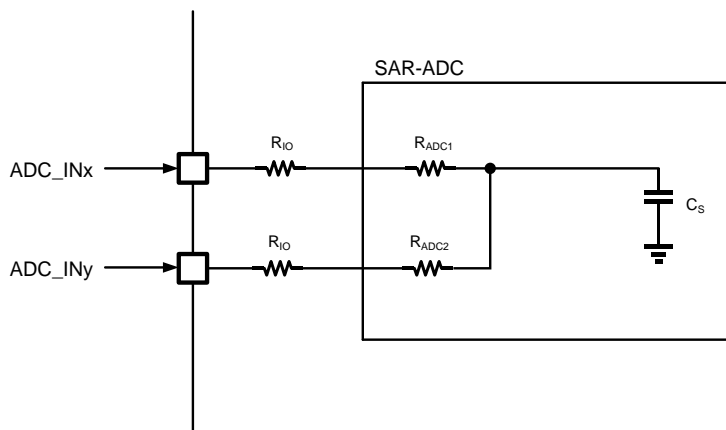 SAR-ADC
ADC_INx
R_IO
R_ADC1
C_S
ADC_INy
R_IO
R_ADC2